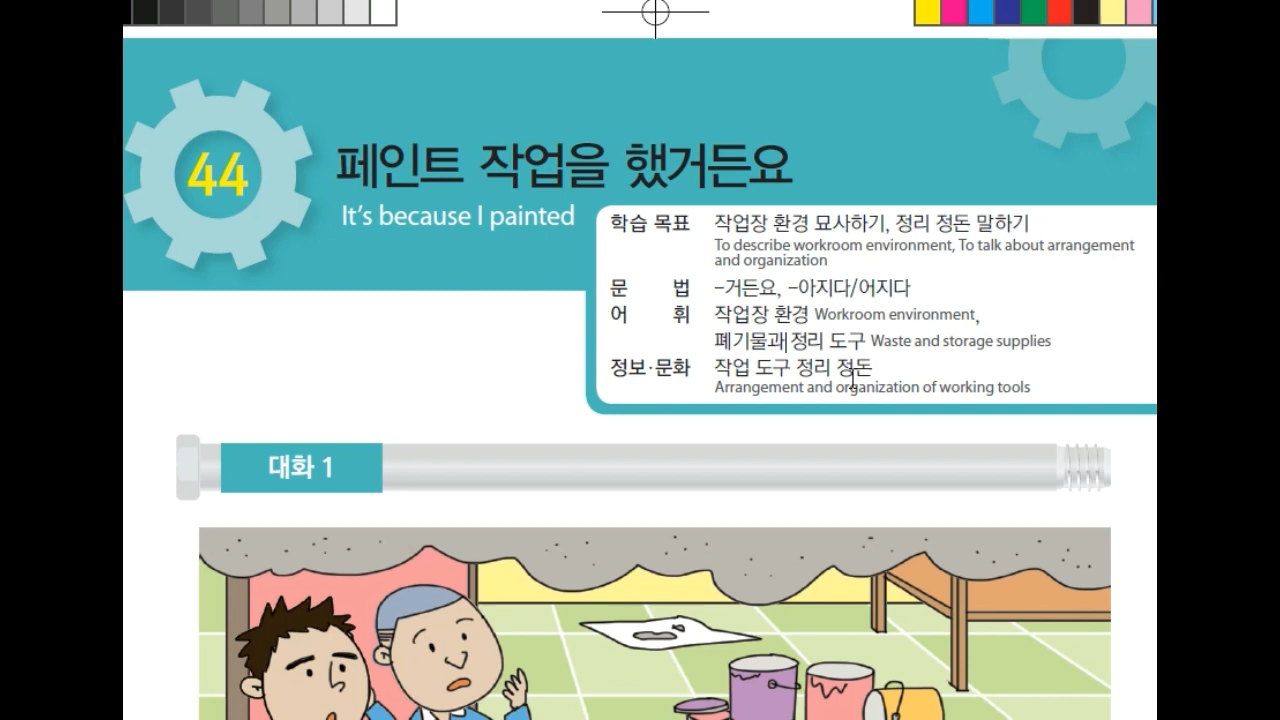 44
페인트 작업을 했거든요
It's because I painted
학습 목표 작업장 환경 묘사하기, 정리 정돈 말하기
To describe workroom environment, To talk about arrangement
and organization
문 법 -거든요, -아지다/어지다
어 휘 작업장 환경 Workroom environment,
폐기물과 정리 도구 Waste and storage supplies
정보·문화 작업 도구 정리 정돈
Arrangement and organization of working tools
대화 1